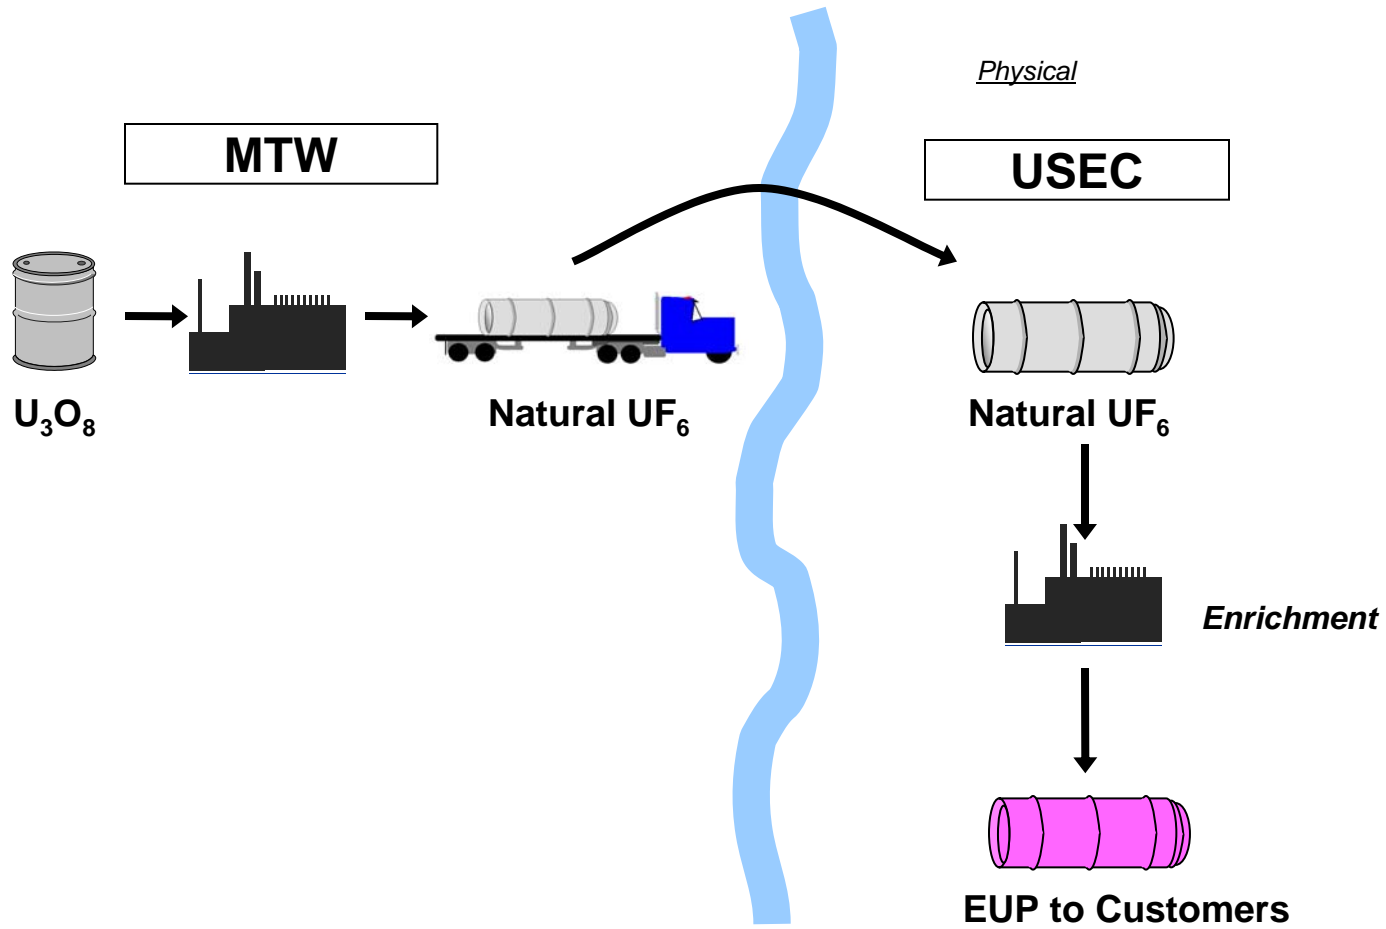 Physical
MTW
USEC
U₃O₈
Natural UF₆
Natural UF₆
Enrichment
EUP to Customers